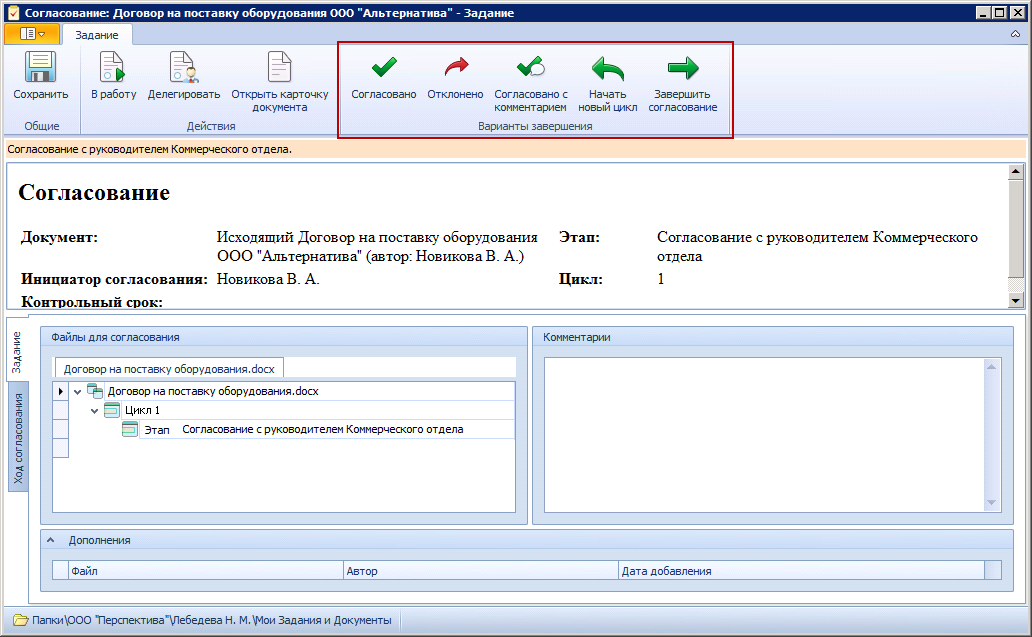 Согласование: Договор на поставку оборудования ООО "Альтернатива" - Задание
Задание
Сохранить
В работу
Делегировать
Открыть карточку
документа
Согласовано
Отклонено
Согласовано с
комментарием
Начать
новый цикл
Завершить
согласование
Общие
Действия
Варианты завершения
Согласование с руководителем Коммерческого отдела.
Согласование
Документ: Исходящий Договор на поставку оборудования Этап: Согласование с руководителем Коммерческого
ООО "Альтернатива" (автор: Новикова В. А.) отдела
Инициатор согласования: Новикова В. А. Цикл: 1
Контрольный срок:
Задание
Ход согласования
Файлы для согласования
Договор на поставку оборудования.docx
Договор на поставку оборудования.docx
Цикл 1
Этап Согласование с руководителем Коммерческого отдела
Комментарии
Дополнения
Файл Автор Дата добавления
Папки\ООО "Перспектива"\Лебедева Н. М.\Мои Задания и Документы